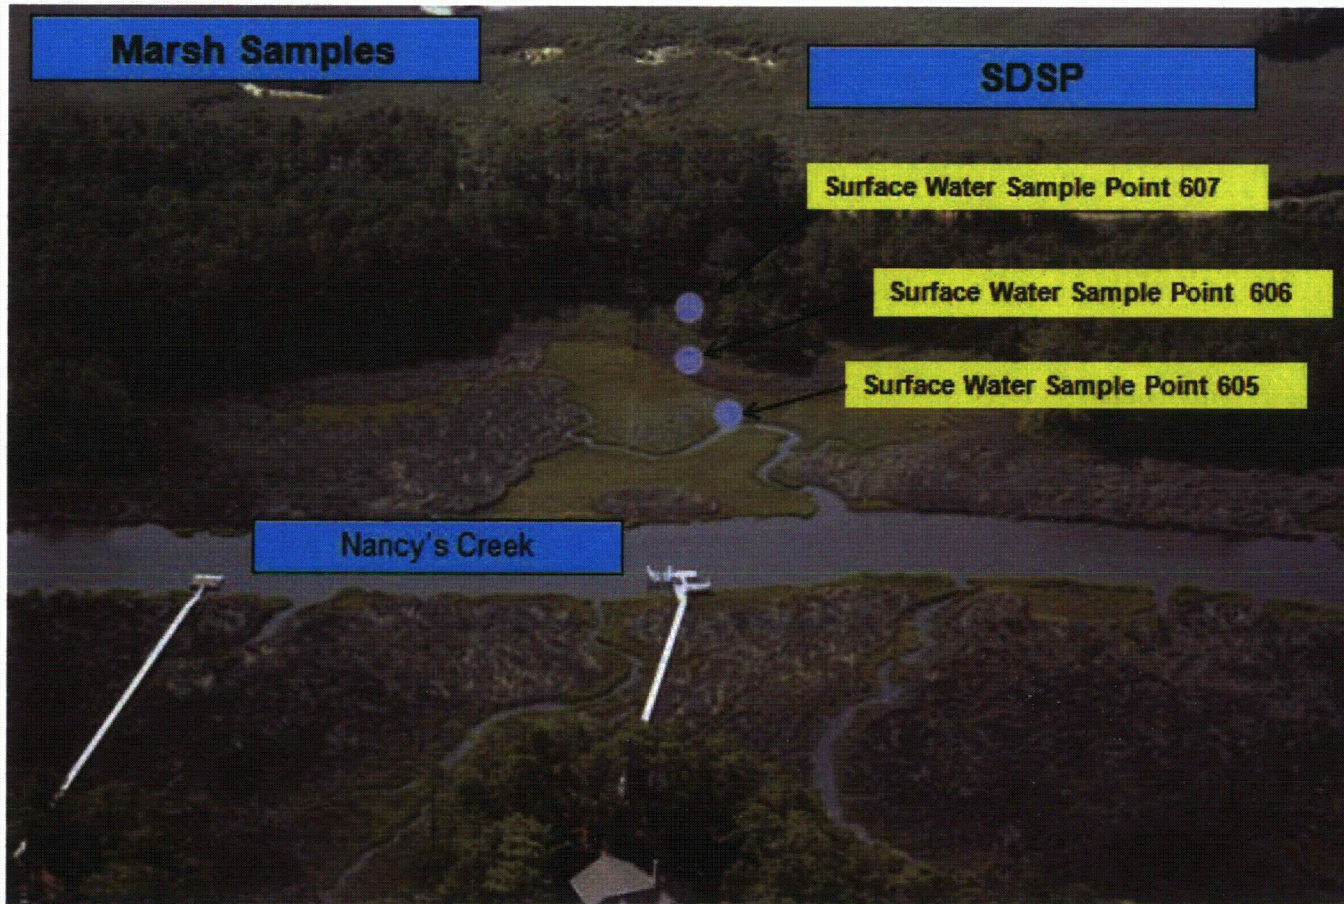 Marsh Samples
SDSP
Surface Water Sample Point 607
Surface Water Sample Point 606
Surface Water Sample Point 605
Nancy's Creek